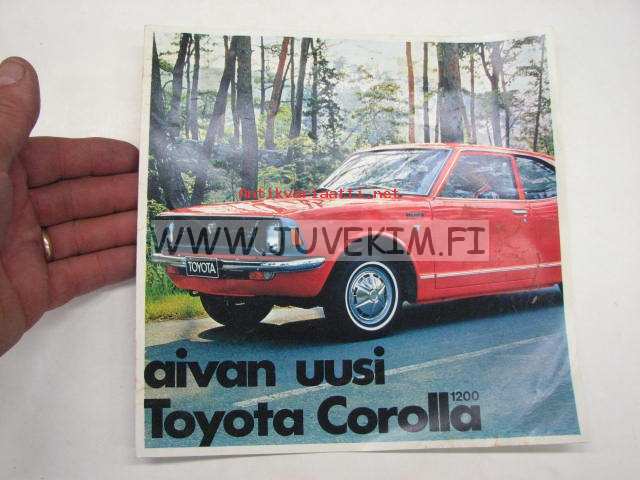 Antikvariaatti.net
WWW.JUVEKIM.FI
TOYOTA
aivan uusi
Toyota Corolla 1200